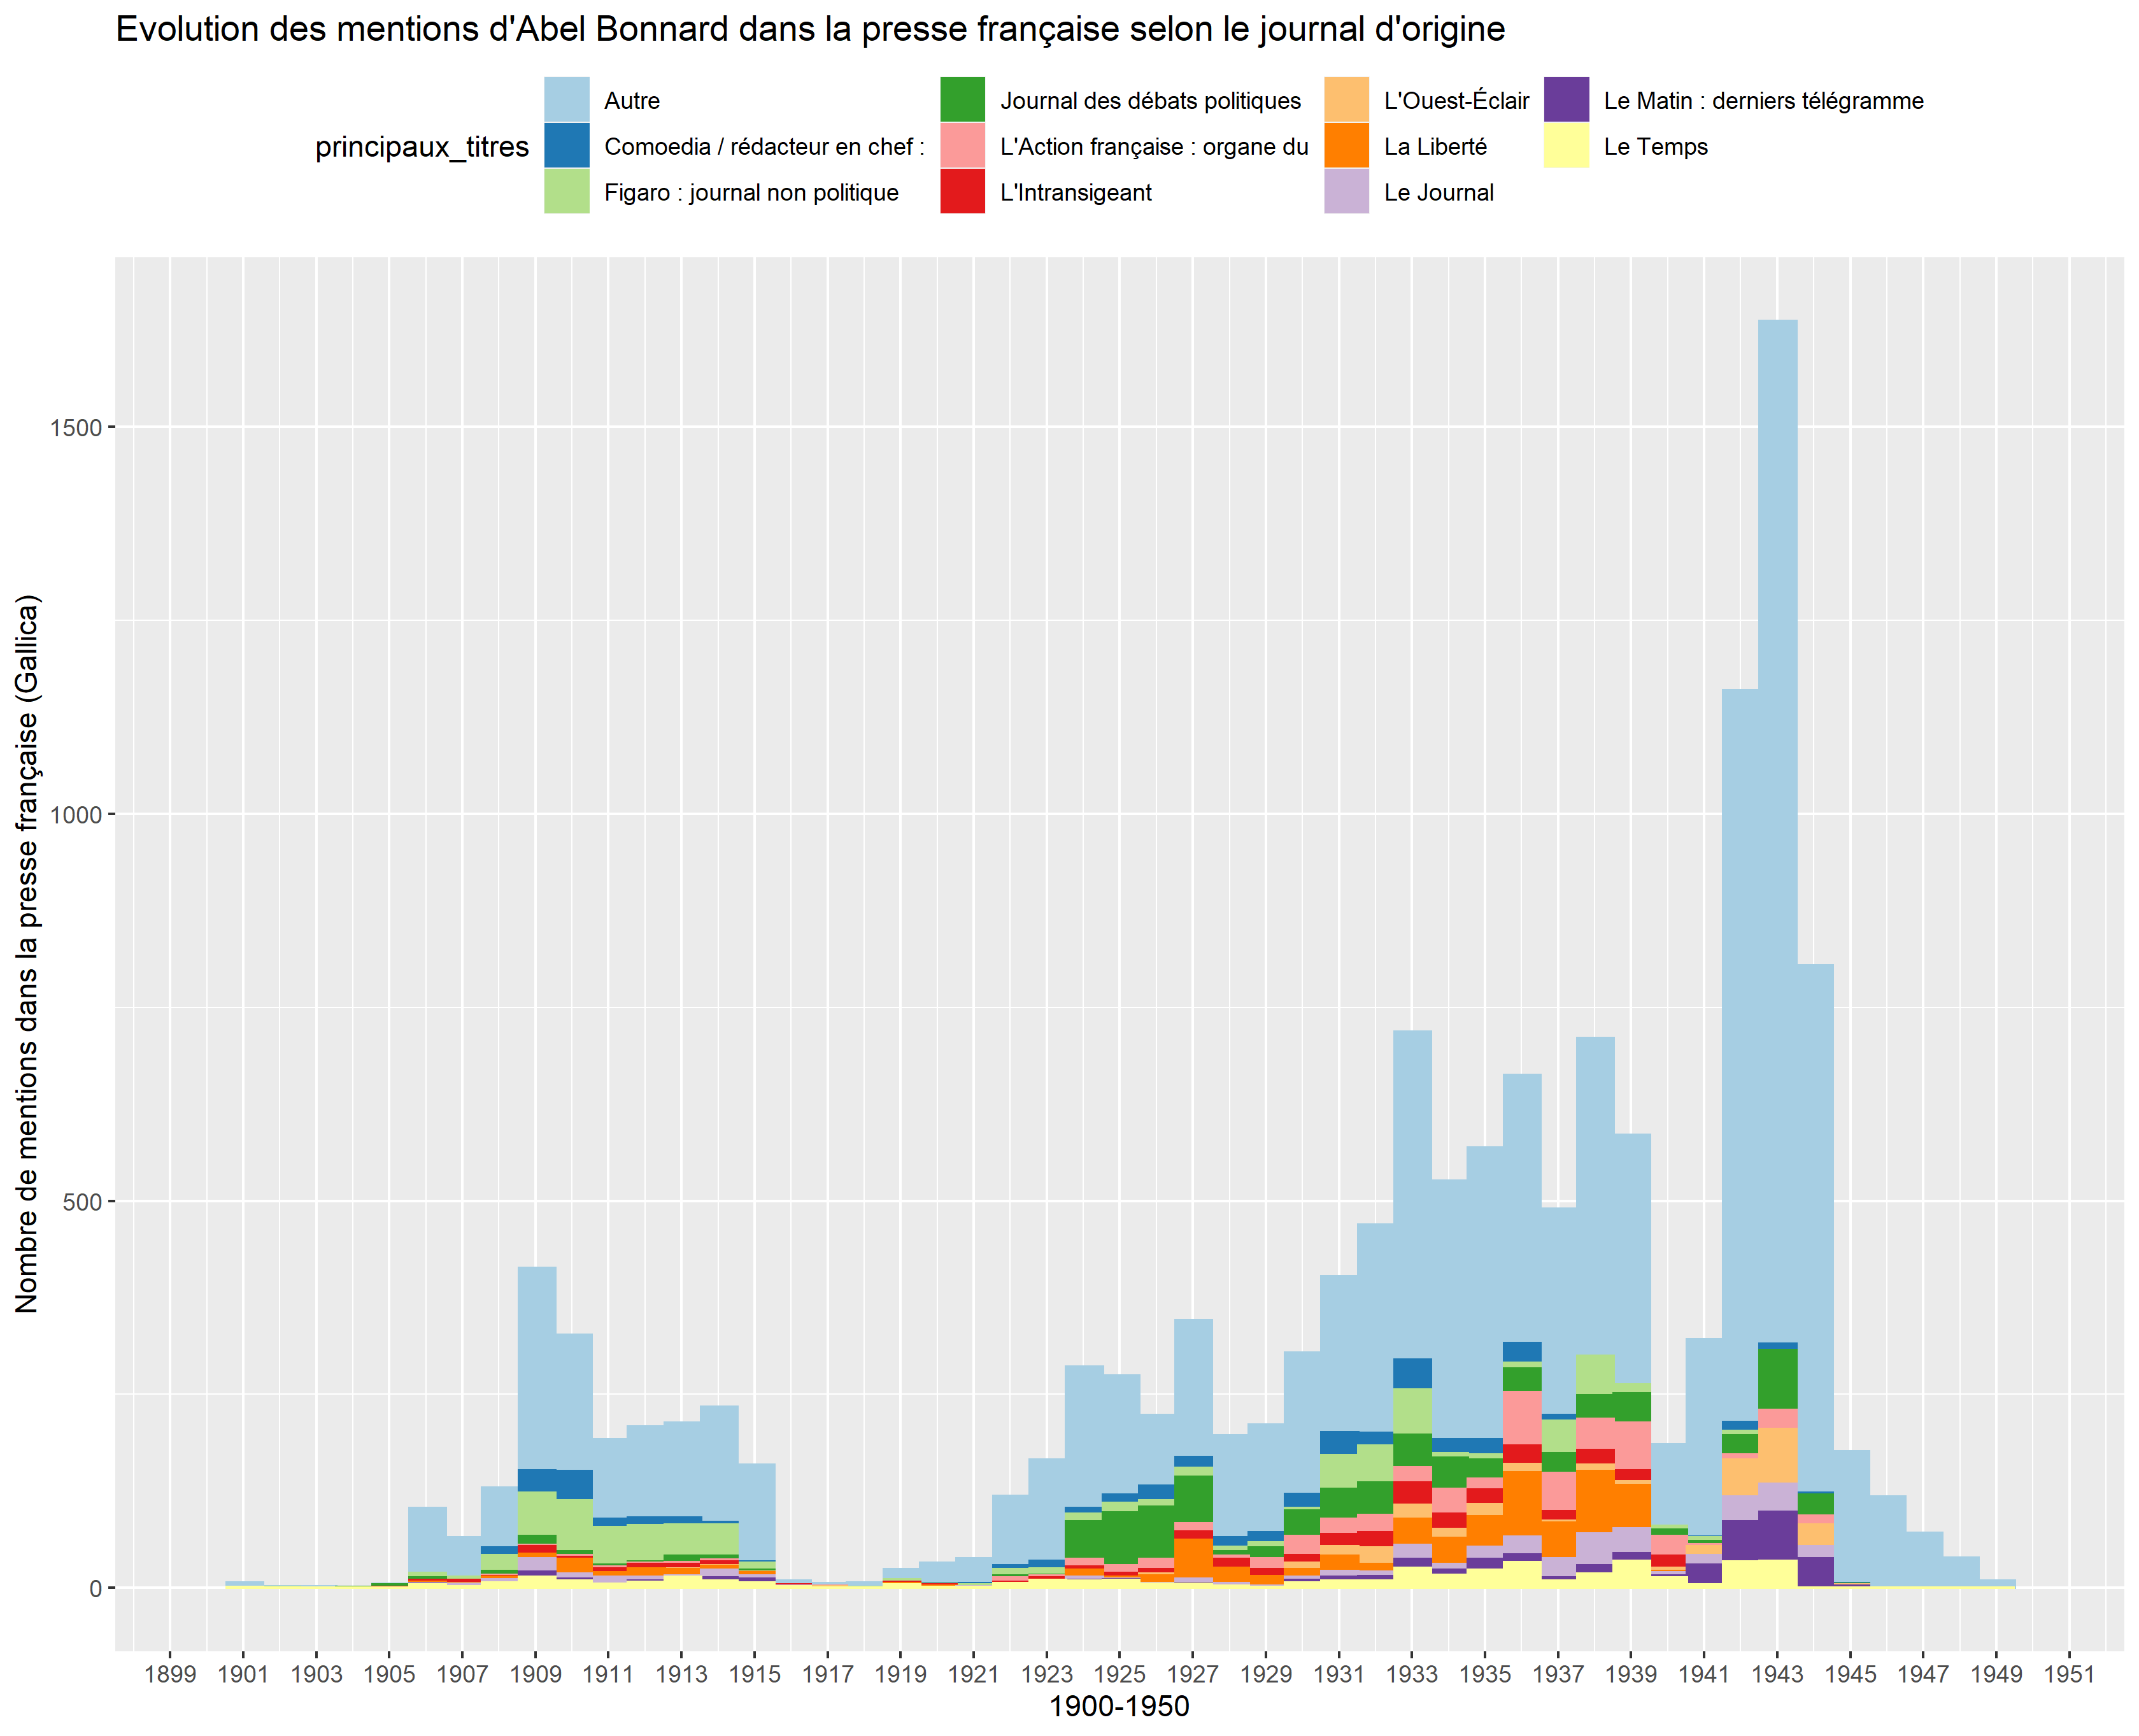 Evolution des mentions d'Abel Bonnard dans la presse française selon le journal d'origine
principaux_titres
Autre
Comoedia / rédacteur en chef :
Figaro : journal non politique
Journal des débats politiques
L'Action française : organe du
L'Intransigeant
L'Ouest-Éclair
La Liberté
Le Journal
Le Matin : derniers télégramme
Le Temps
Nombre de mentions dans la presse française (Gallica)
1500
1000
500
0
1899 1901 1903 1905 1907 1909 1911 1913 1915 1917 1919 1921 1923 1925 1927 1929 1931 1933 1935 1937 1939 1941 1943 1945 1947 1949 1951
1900-1950